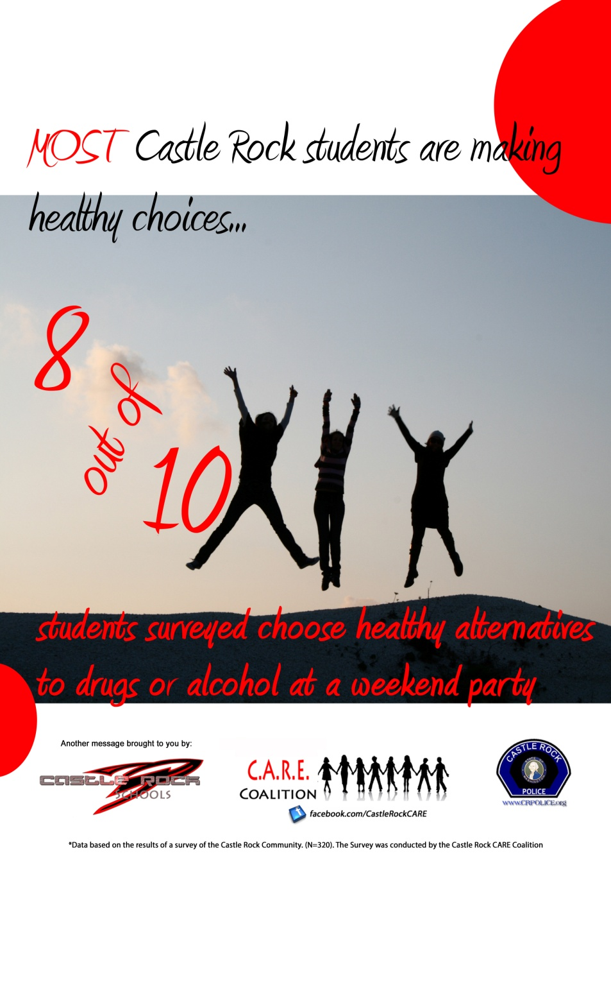 MOST Castle Rock students are making
healthy choices...
8
out of
10
students surveyed choose healthy alternatives
to drugs or alcohol at a weekend party
Another message brought to you by:
CASTLE ROCK
SCHOOLS
C.A.R.E.
COALITION
facebook.com/CastleRockCARE
CASTLE ROCK
STATE OF
WASHINGTON
POLICE
www.CRPOLICE.org
*Data based on the results of a survey of the Castle Rock Community. (N=320). The Survey was conducted by the Castle Rock CARE Coalition